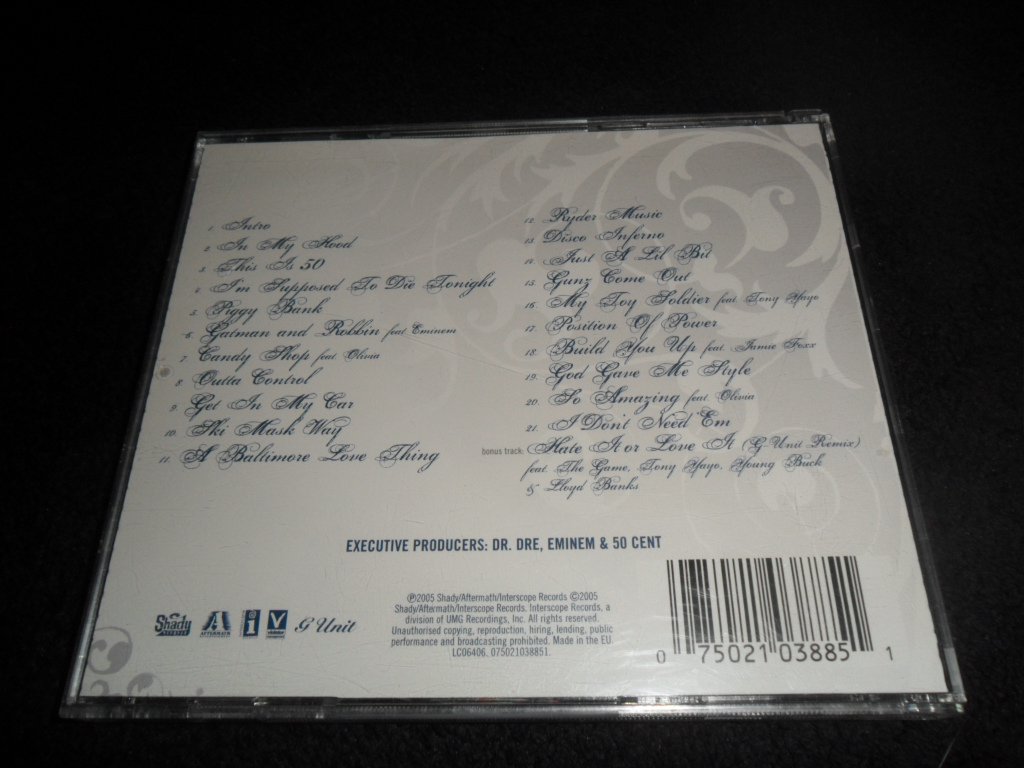 1. Intro
2. In My Hood
3. This Is 50
4. I'm Supposed To Die Tonight
5. Piggy Bank
6. Gatman and Robbin feat. Eminem
7. Candy Shop feat. Olivia
8. Outta Control
9. Get In My Car
10. Ski Mask Way
11. A Baltimore Love Thing
12. Ryder Music
13. Disco Inferno
14. Just A Lil Bit
15. Gunz Come Out
16. My Toy Soldier feat. Tony Yayo
17. Position Of Power
18. Build You Up feat. Jamie Foxx
19. God Gave Me Style
20. So Amazing feat. Olivia
21. I Don't Need 'Em
bonus track: Hate It or Love It (G-Unit Remix)
feat. The Game, Tony Yayo, Young Buck
& Lloyd Banks
EXECUTIVE PRODUCERS: DR. DRE, EMINEM & 50 CENT
Shady
RECORDS
A
AFTERMATH
i
V
G Unit
℗2005 Shady/Aftermath/Interscope Records ©2005
Shady/Aftermath/Interscope Records. Interscope Records, a
division of UMG Recordings, Inc. All rights reserved.
Unauthorised copying, reproduction, hiring, lending, public
performance and broadcasting prohibited. Made in the EU.
LC06406. 075021038851.
0 75021 03885 1